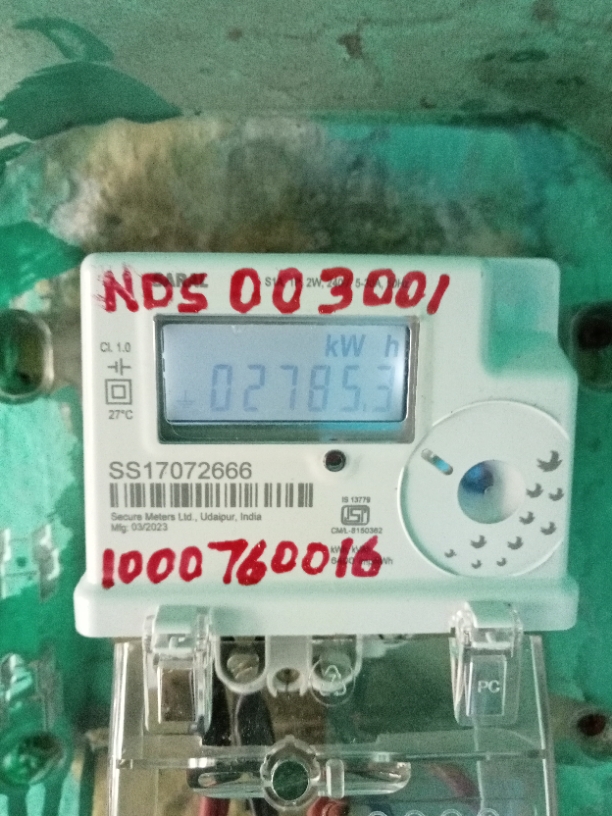 NDS 003001
Cl. 1.0
27°C
kW h
02785.3
SS17072666
Secure Meters Ltd., Udaipur, India
Mfg: 03/2023
IS 13779
CM/L-8150362
1000760016
PC